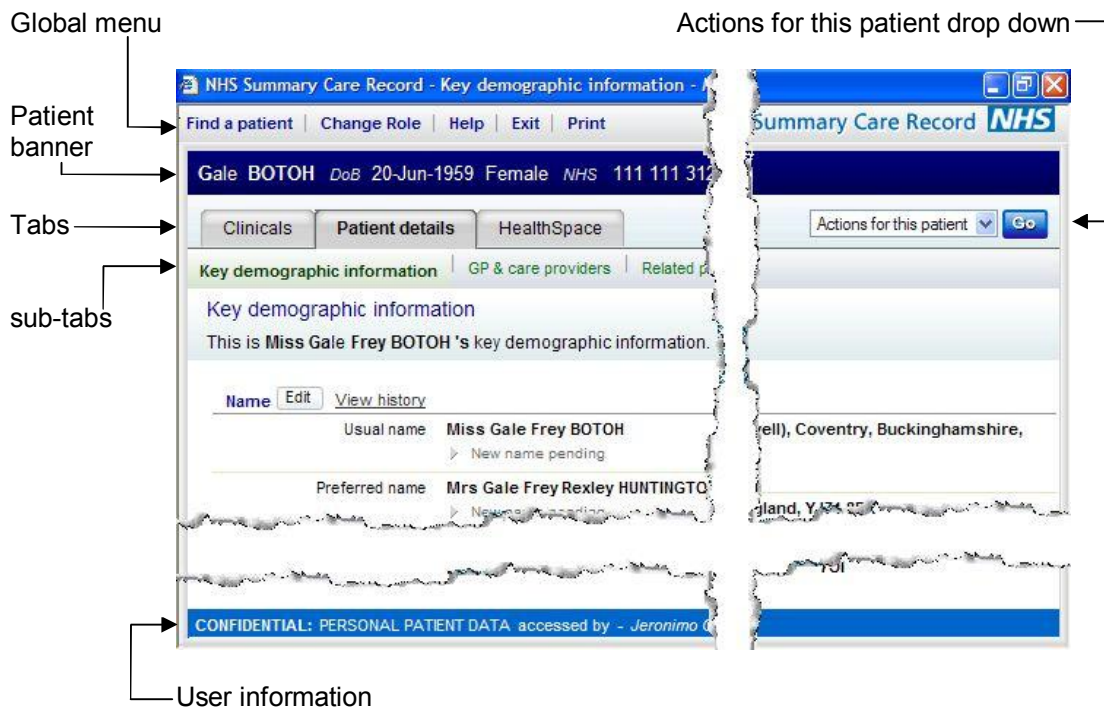 Global menu
Actions for this patient drop down
NHS Summary Care Record - Key demographic information -
Patient banner
Find a patient | Change Role | Help | Exit | Print
Summary Care Record NHS
Gale BOTOH DoB 20-Jun-1959 Female NHS 111 111 312
Tabs
Clinicals Patient details HealthSpace
Actions for this patient Go
sub-tabs
Key demographic information | GP & care providers | Related
Key demographic information
This is Miss Gale Frey BOTOH 's key demographic information.
Name Edit View history
Usual name Miss Gale Frey BOTOH
New name pending
Coventry, Buckinghamshire,
Preferred name Mrs Gale Frey Rexley HUNTINGTO
New name pending
CONFIDENTIAL: PERSONAL PATIENT DATA accessed by - Jeronimo
User information